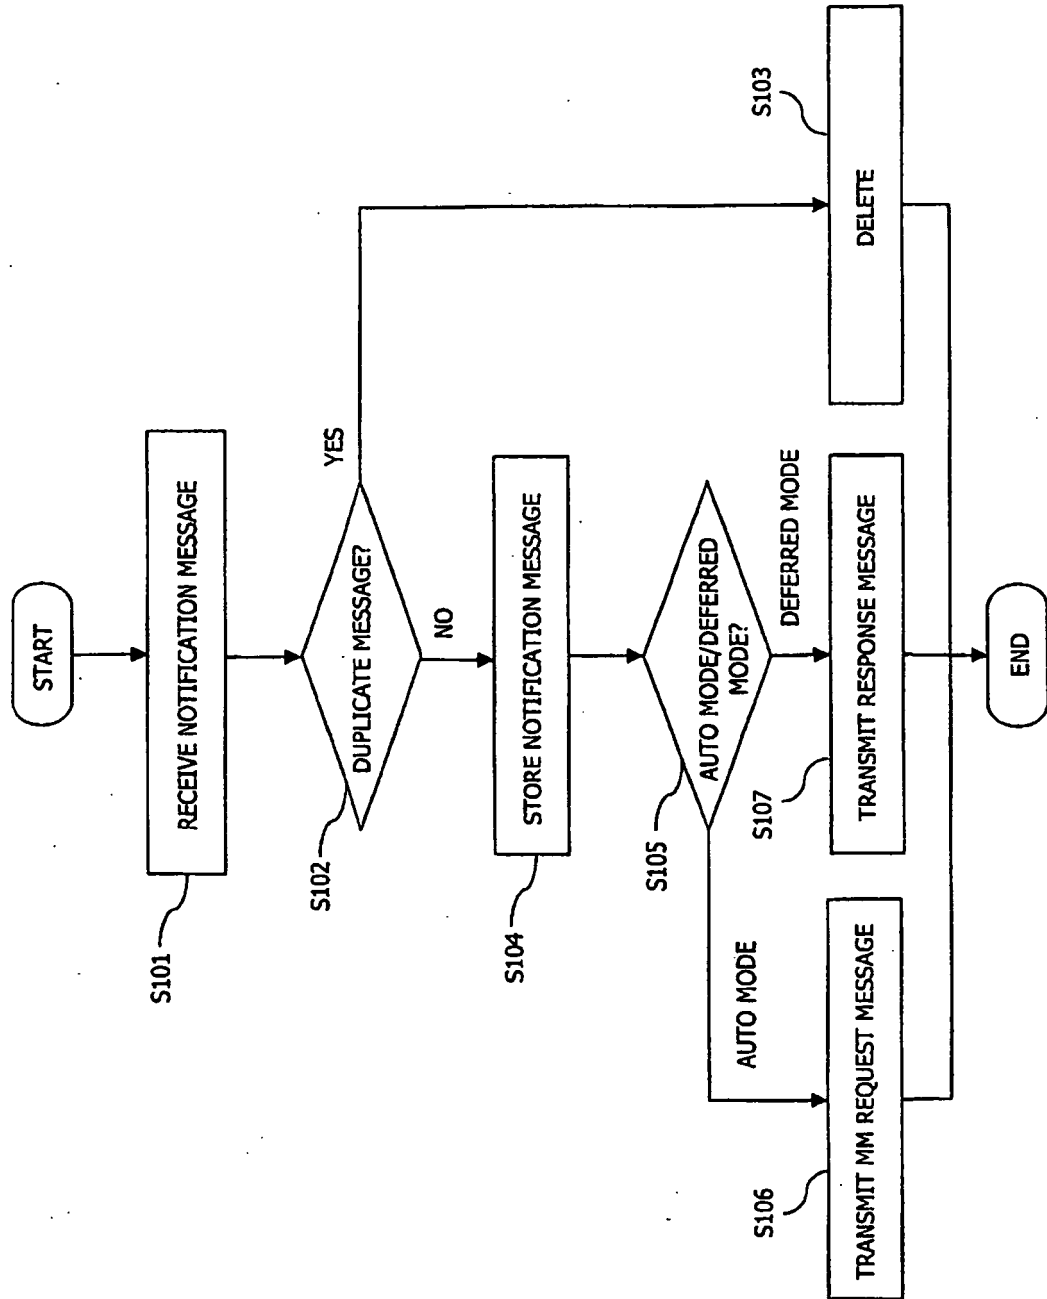 START
RECEIVE NOTIFICATION MESSAGE
S101
DUPLICATE MESSAGE?
S102
YES
NO
STORE NOTIFICATION MESSAGE
S104
AUTO MODE/DEFERRED
MODE?
S105
AUTO MODE
DEFERRED MODE
S106
TRANSMIT MM REQUEST MESSAGE
S107
TRANSMIT RESPONSE MESSAGE
S103
DELETE
END